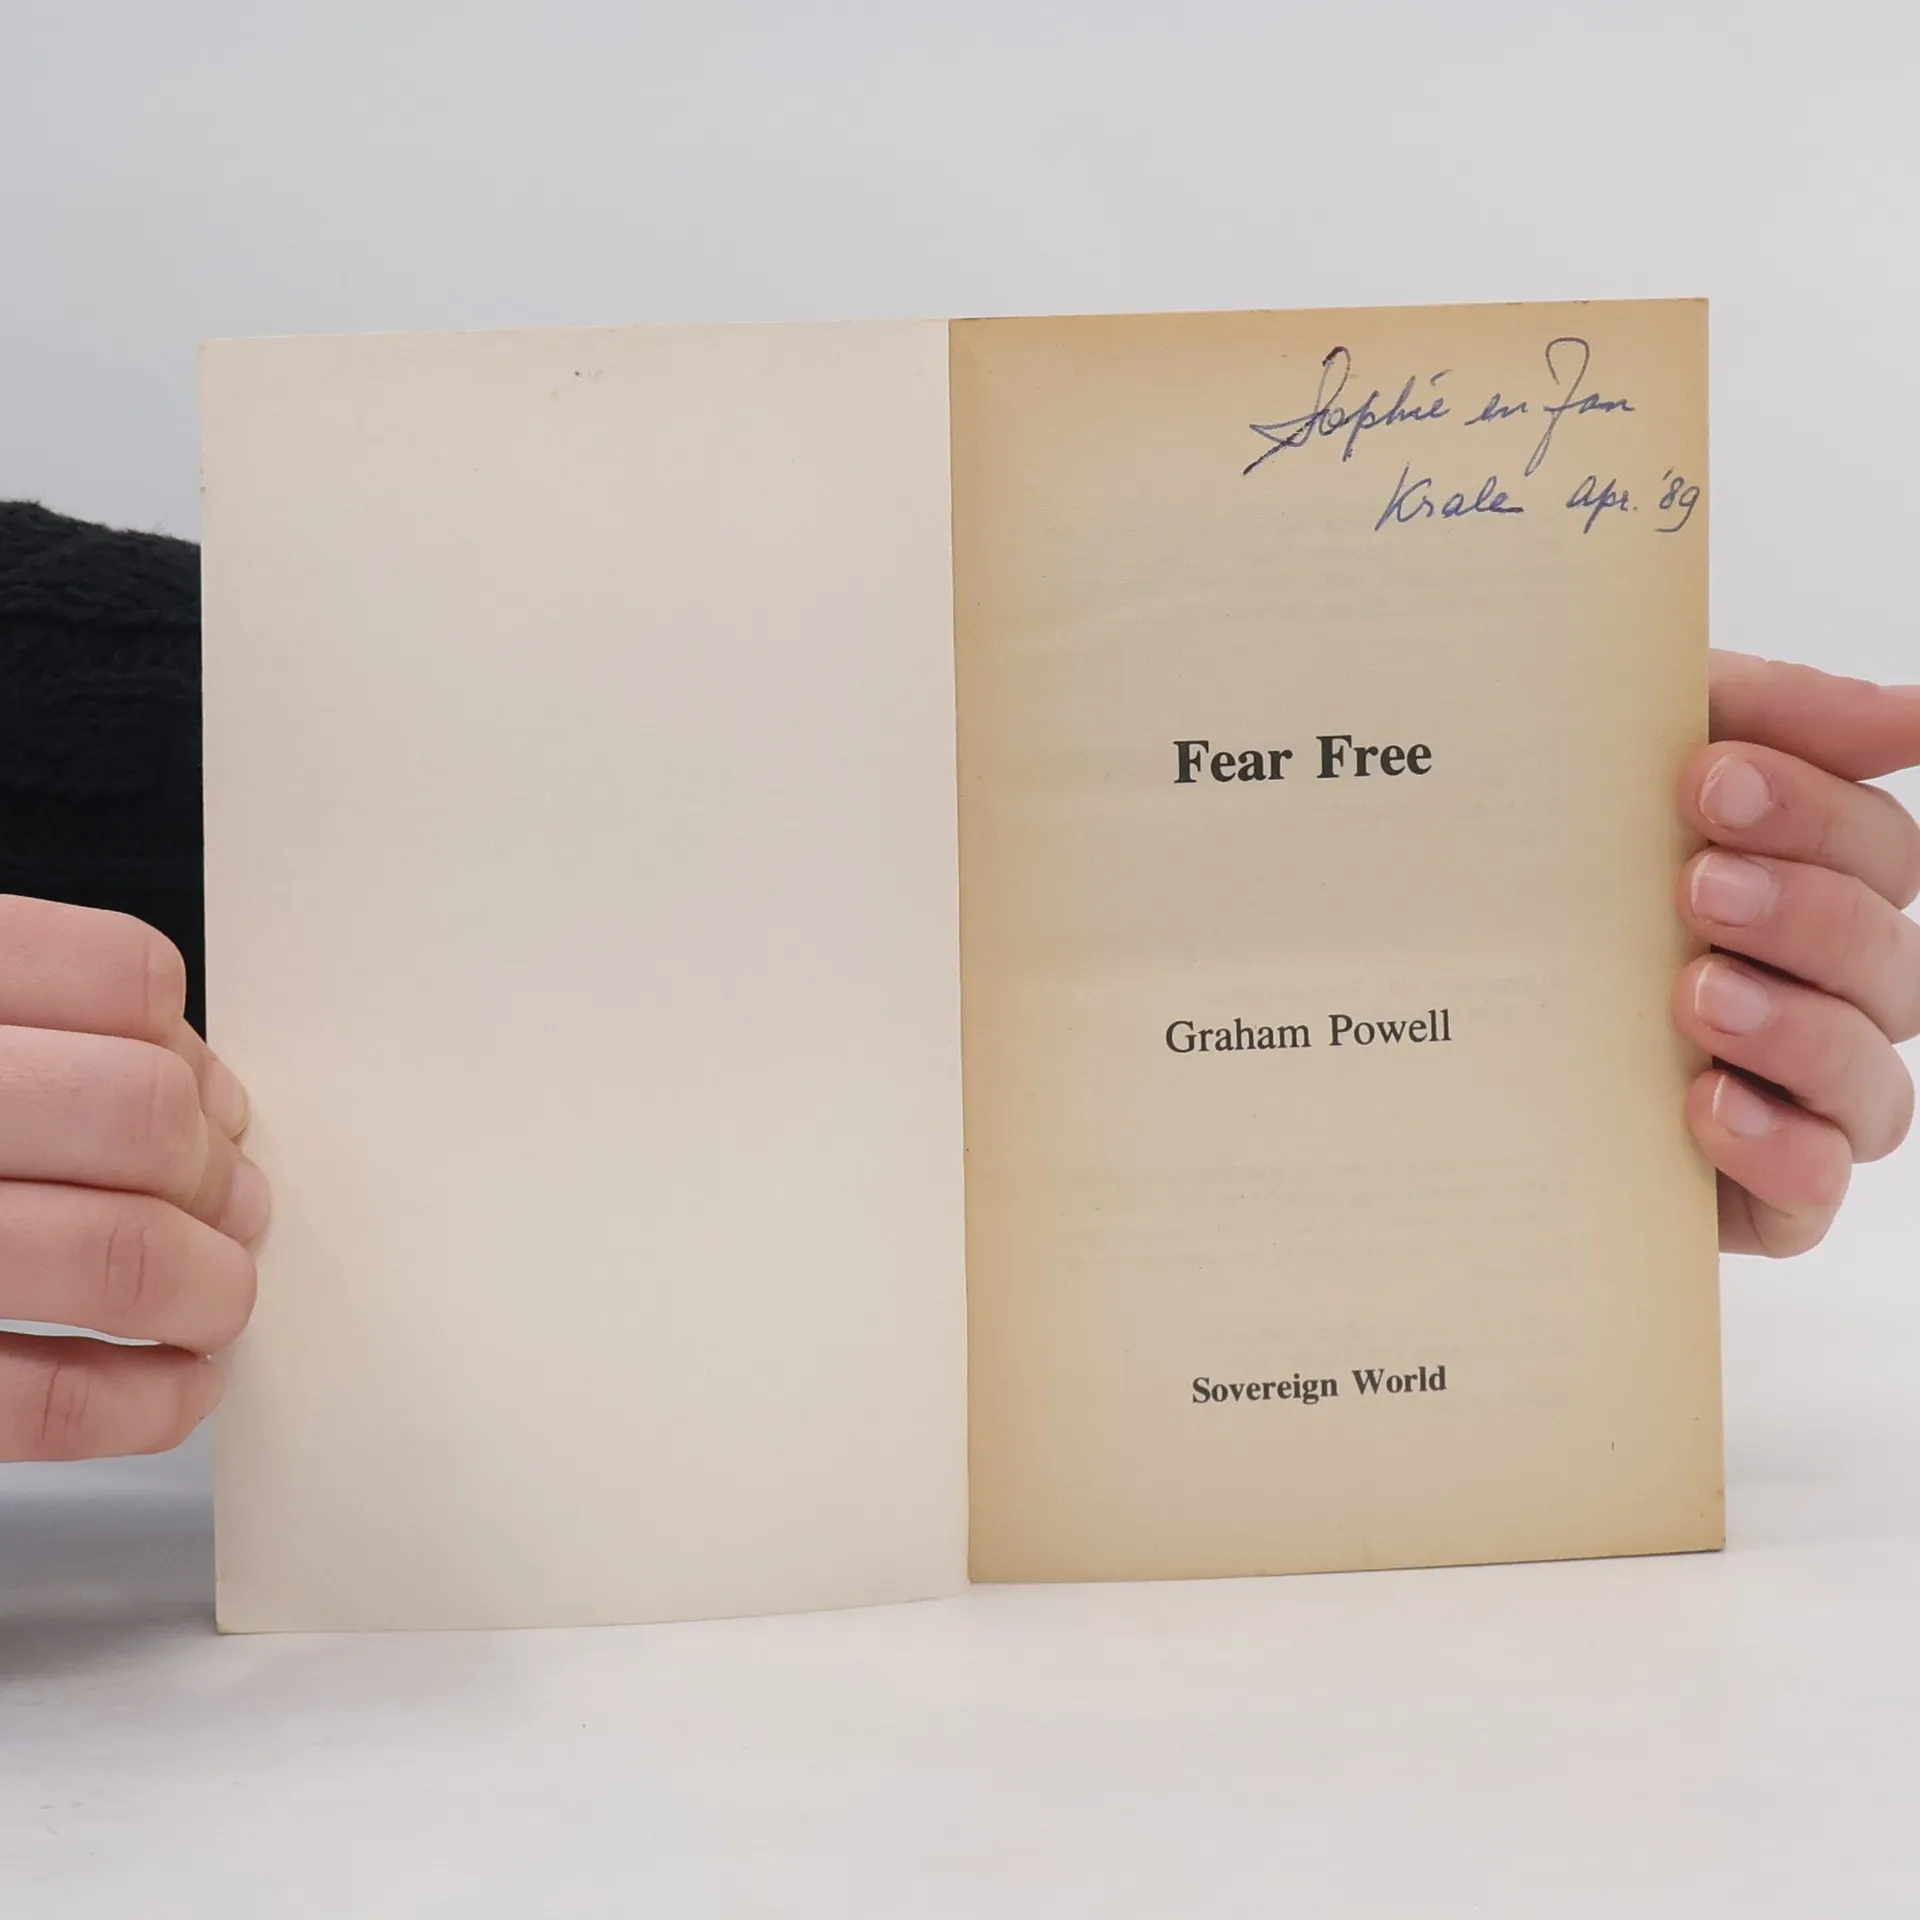 Sophie en Jan
Krale Apr. '89
Fear Free
Graham Powell
Sovereign World